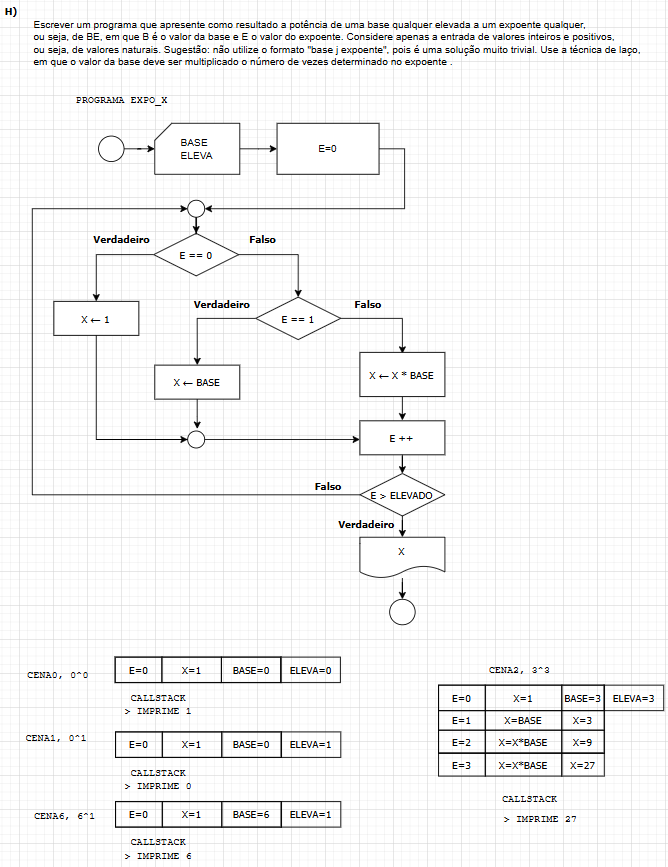 H)
Escrever um programa que apresente como resultado a potência de uma base qualquer elevada a um expoente qualquer,
ou seja, de BE, em que B é o valor da base e E o valor do expoente. Considere apenas a entrada de valores inteiros e positivos,
ou seja, de valores naturais. Sugestão: não utilize o formato "base j expoente", pois é uma solução muito trivial. Use a técnica de laço,
em que o valor da base deve ser multiplicado o número de vezes determinado no expoente .
PROGRAMA EXPO_X
BASE
ELEVA
E=0
Verdadeiro
Falso
E == 0
X ← 1
Verdadeiro
Falso
E == 1
X ← BASE
X ← X * BASE
E ++
Falso
E > ELEVADO
Verdadeiro
X
CENA0, 0^0
E=0 X=1 BASE=0 ELEVA=0
CALLSTACK
> IMPRIME 1
CENA1, 0^1
E=0 X=1 BASE=0 ELEVA=1
CALLSTACK
> IMPRIME 0
CENA6, 6^1
E=0 X=1 BASE=6 ELEVA=1
CALLSTACK
> IMPRIME 6
CENA2, 3^3
E=0 X=1 BASE=3 ELEVA=3
E=1 X=BASE X=3
E=2 X=X*BASE X=9
E=3 X=X*BASE X=27
CALLSTACK
> IMPRIME 27